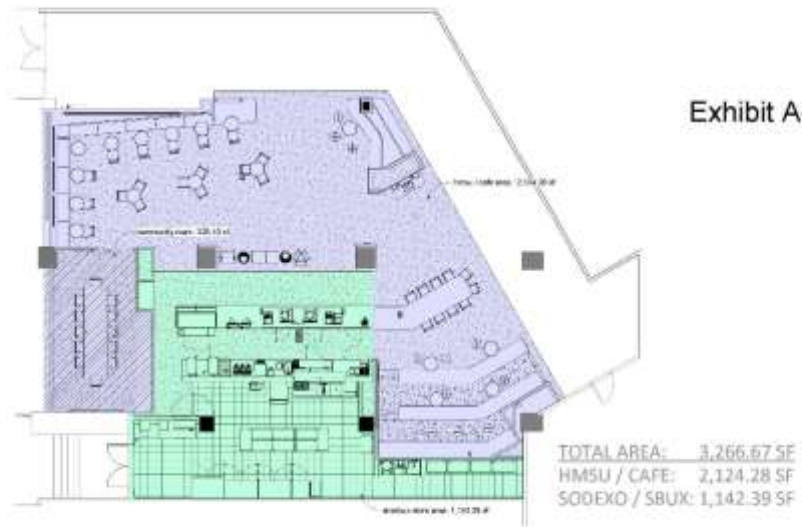 Exhibit A
TOTAL AREA: 3,266.67 SF
HMSU / CAFE: 2,124.28 SF
SODEXO / SBUX: 1,142.39 SF